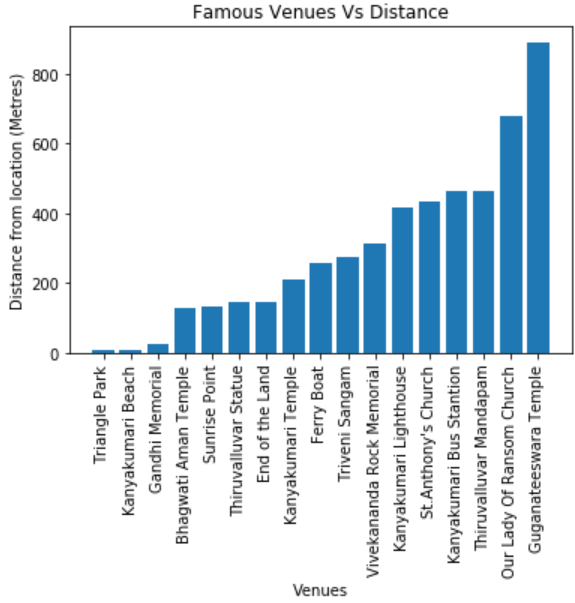 Famous Venues Vs Distance
Distance from location (Metres)
800
600
400
200
0
Triangle Park
Kanyakumari Beach
Gandhi Memorial
Bhagwati Aman Temple
Sunrise Point
Thiruvalluvar Statue
End of the Land
Kanyakumari Temple
Ferry Boat
Triveni Sangam
Vivekananda Rock Memorial
Kanyakumari Lighthouse
St.Anthony's Church
Kanyakumari Bus Stantion
Thiruvalluvar Mandapam
Our Lady Of Ransom Church
Guganateeswara Temple
Venues